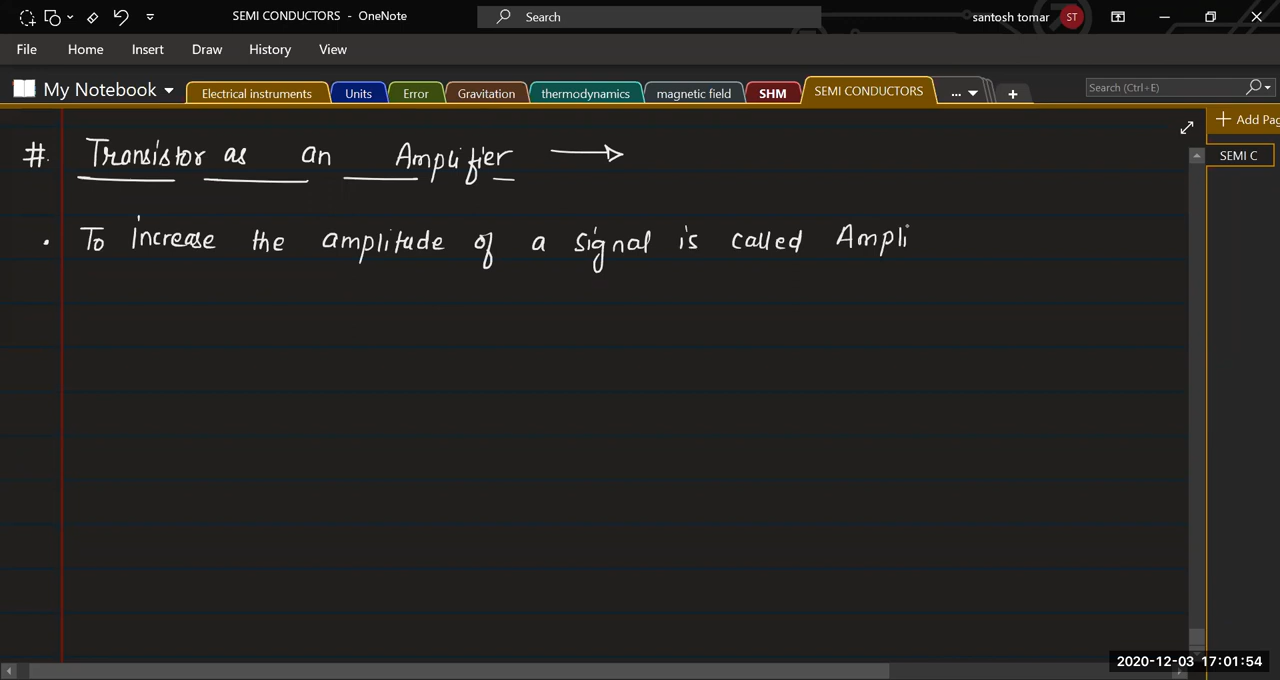 SEMI CONDUCTORS - OneNote
Search
santosh tomar
ST
File Home Insert Draw History View
My Notebook
Electrical instruments Units Error Gravitation thermodynamics magnetic field SHM SEMI CONDUCTORS ...
Search (Ctrl+E)
Add Pag
SEMI C
#. Transistor as an Amplifier →
• To increase the amplitude of a signal is called Ampli
2020-12-03 17:01:54